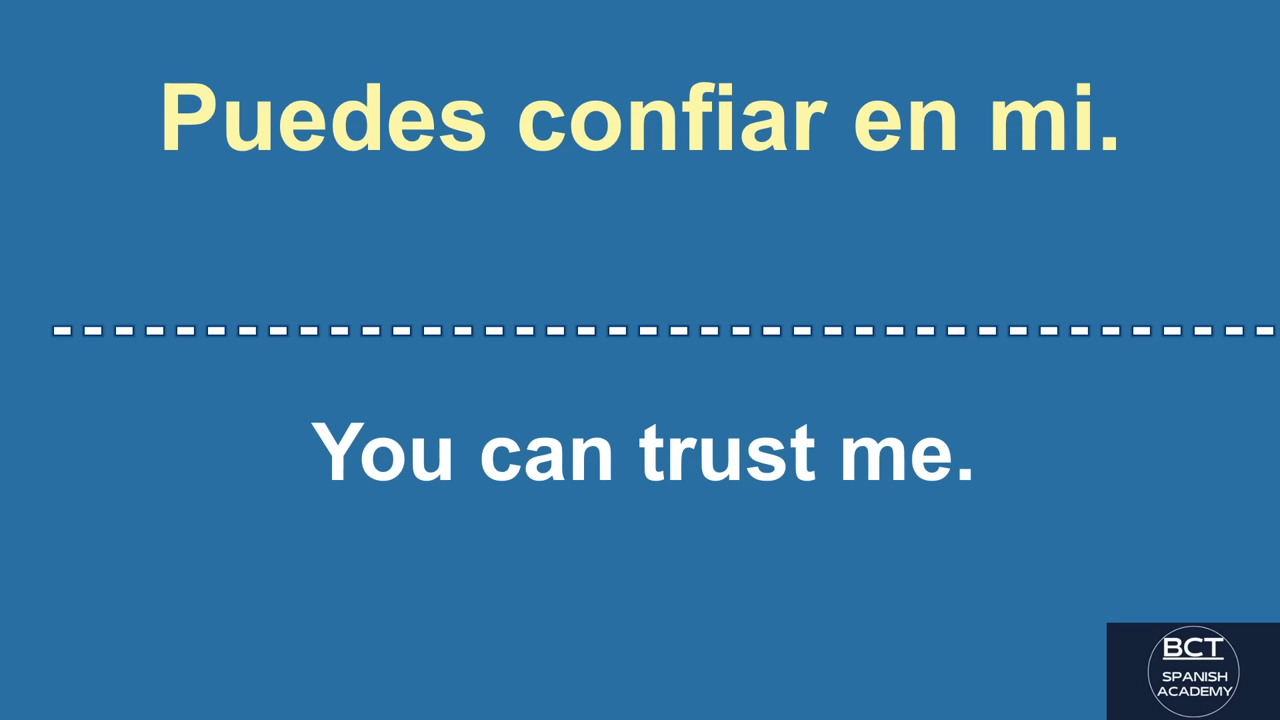 Puedes confiar en mi.
You can trust me.
BCT
SPANISH
ACADEMY